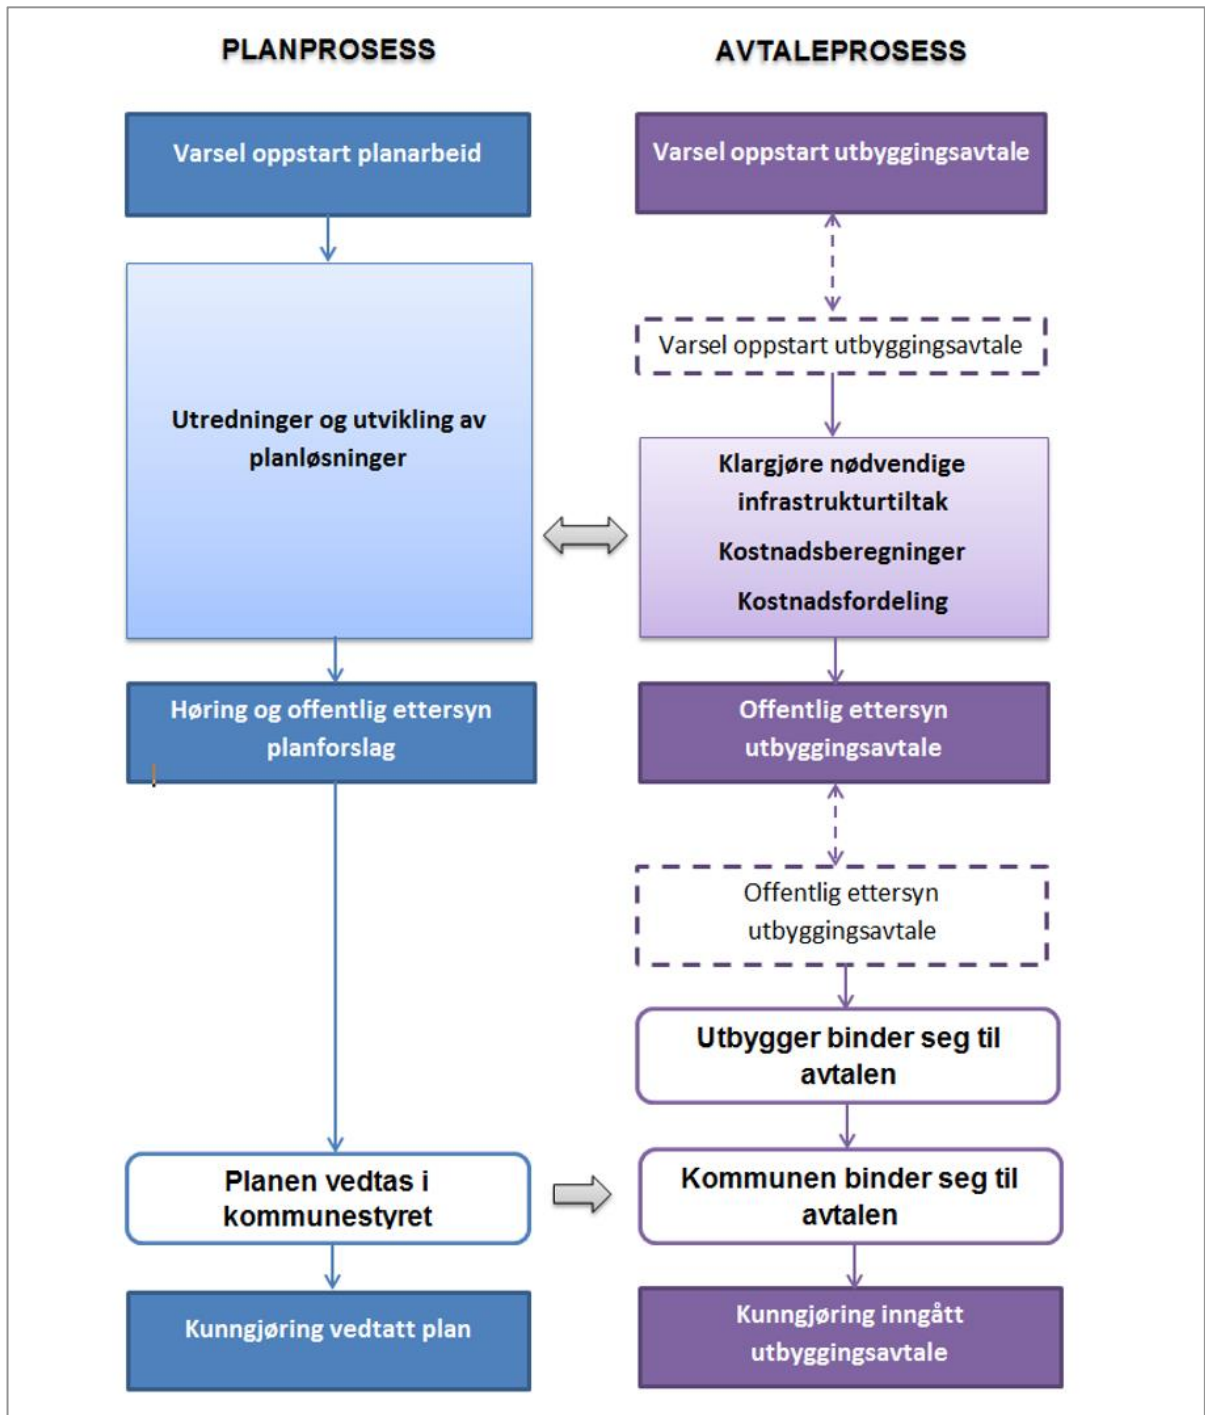 PLANPROSESS
Varsel oppstart planarbeid
Utredninger og utvikling av
planløsninger
Høring og offentlig ettersyn
planforslag
Planen vedtas i
kommunestyret
Kunngjøring vedtatt plan
AVTALEPROSESS
Varsel oppstart utbyggingsavtale
Varsel oppstart utbyggingsavtale
Klargjøre nødvendige
infrastrukturtiltak
Kostnadsberegninger
Kostnadsfordeling
Offentlig ettersyn
utbyggingsavtale
Offentlig ettersyn
utbyggingsavtale
Utbygger binder seg til
avtalen
Kommunen binder seg til
avtalen
Kunngjøring inngått
utbyggingsavtale